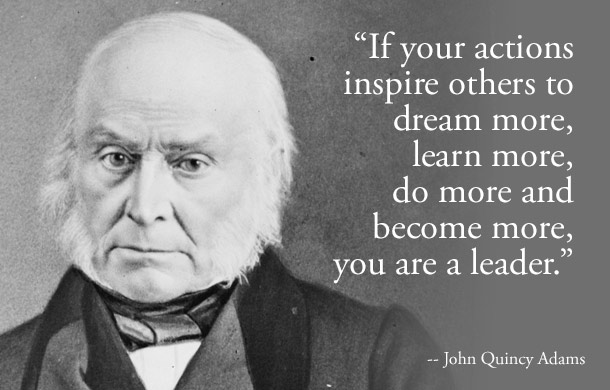 “If your actions
inspire others to
dream more,
learn more,
do more and
become more,
you are a leader.”
-- John Quincy Adams